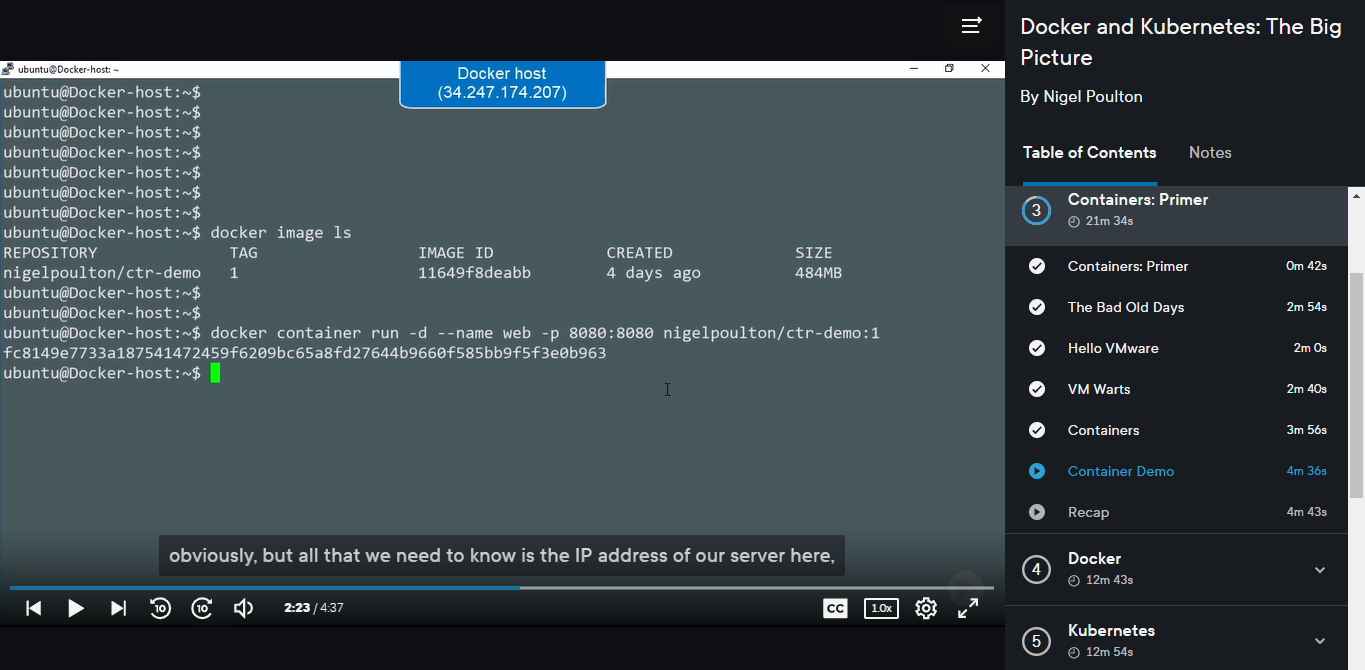 ubuntu@Docker-host: ~
Docker host
(34.247.174.207)
ubuntu@Docker-host:~$
ubuntu@Docker-host:~$
ubuntu@Docker-host:~$
ubuntu@Docker-host:~$
ubuntu@Docker-host:~$
ubuntu@Docker-host:~$
ubuntu@Docker-host:~$
ubuntu@Docker-host:~$ docker image ls
REPOSITORY TAG IMAGE ID CREATED SIZE
nigelpoulton/ctr-demo 1 11649f8deabb 4 days ago 484MB
ubuntu@Docker-host:~$
ubuntu@Docker-host:~$
ubuntu@Docker-host:~$ docker container run -d --name web -p 8080:8080 nigelpoulton/ctr-demo:1
fc8149e7733a187541472459f6209bc65a8fd27644b9660f585bb9f5f3e0b963
ubuntu@Docker-host:~$
obviously, but all that we need to know is the IP address of our server here,
10 10 2:23 / 4:37 CC 1.0x
Docker and Kubernetes: The Big
Picture
By Nigel Poulton
Table of Contents Notes
3 Containers: Primer
21m 34s
Containers: Primer 0m 42s
The Bad Old Days 2m 54s
Hello VMware 2m 0s
VM Warts 2m 40s
Containers 3m 56s
Container Demo 4m 36s
Recap 4m 43s
4 Docker
12m 43s
5 Kubernetes
12m 54s